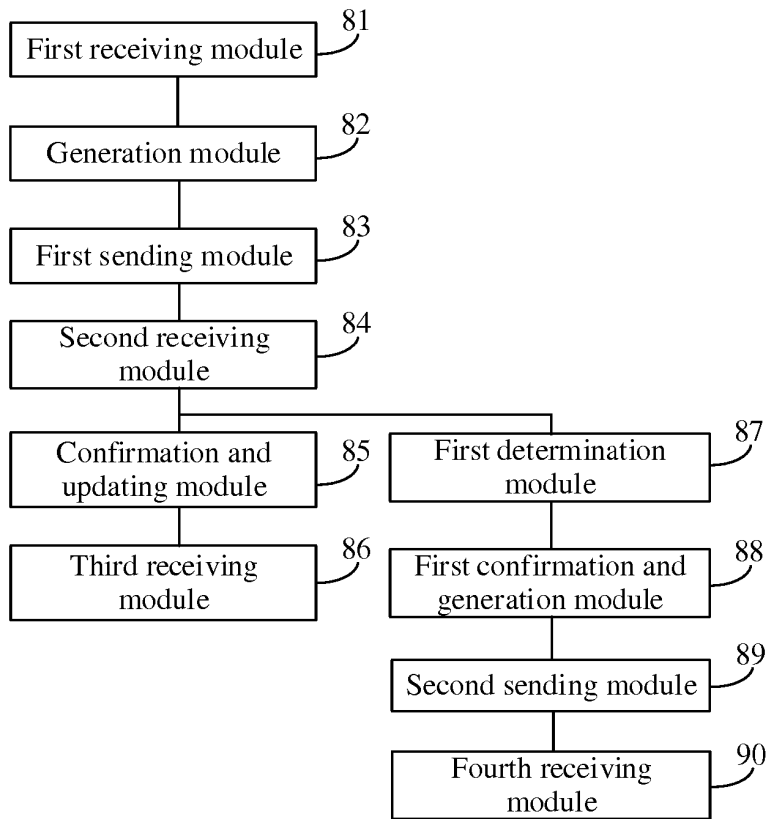 81
First receiving module
82
Generation module
83
First sending module
84
Second receiving
module
85
Confirmation and
updating module
86
Third receiving
module
87
First determination
module
88
First confirmation and
generation module
89
Second sending module
90
Fourth receiving
module